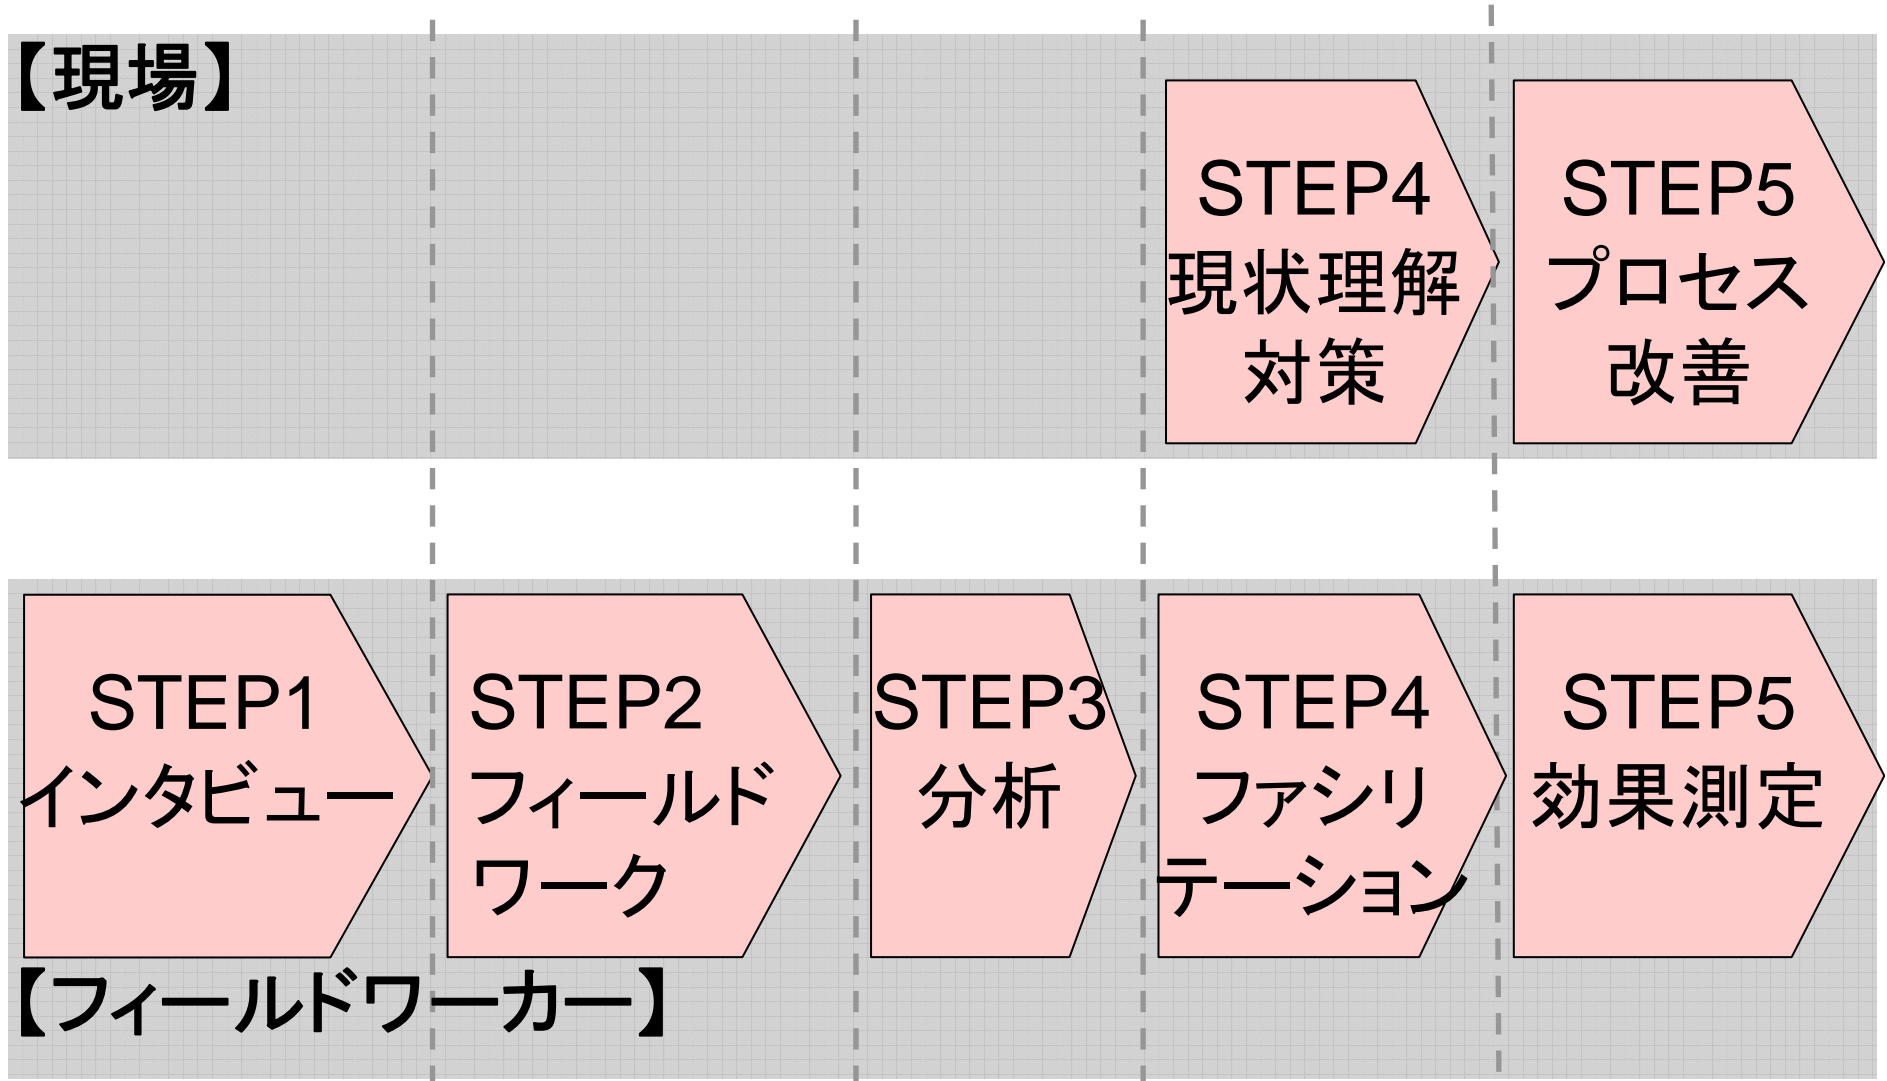 【現場】
STEP4
現状理解
対策
STEP5
プロセス
改善
STEP1
インタビュー
STEP2
フィールド
ワーク
STEP3
分析
STEP4
ファシリ
テーション
STEP5
効果測定
【フィールドワーカー】